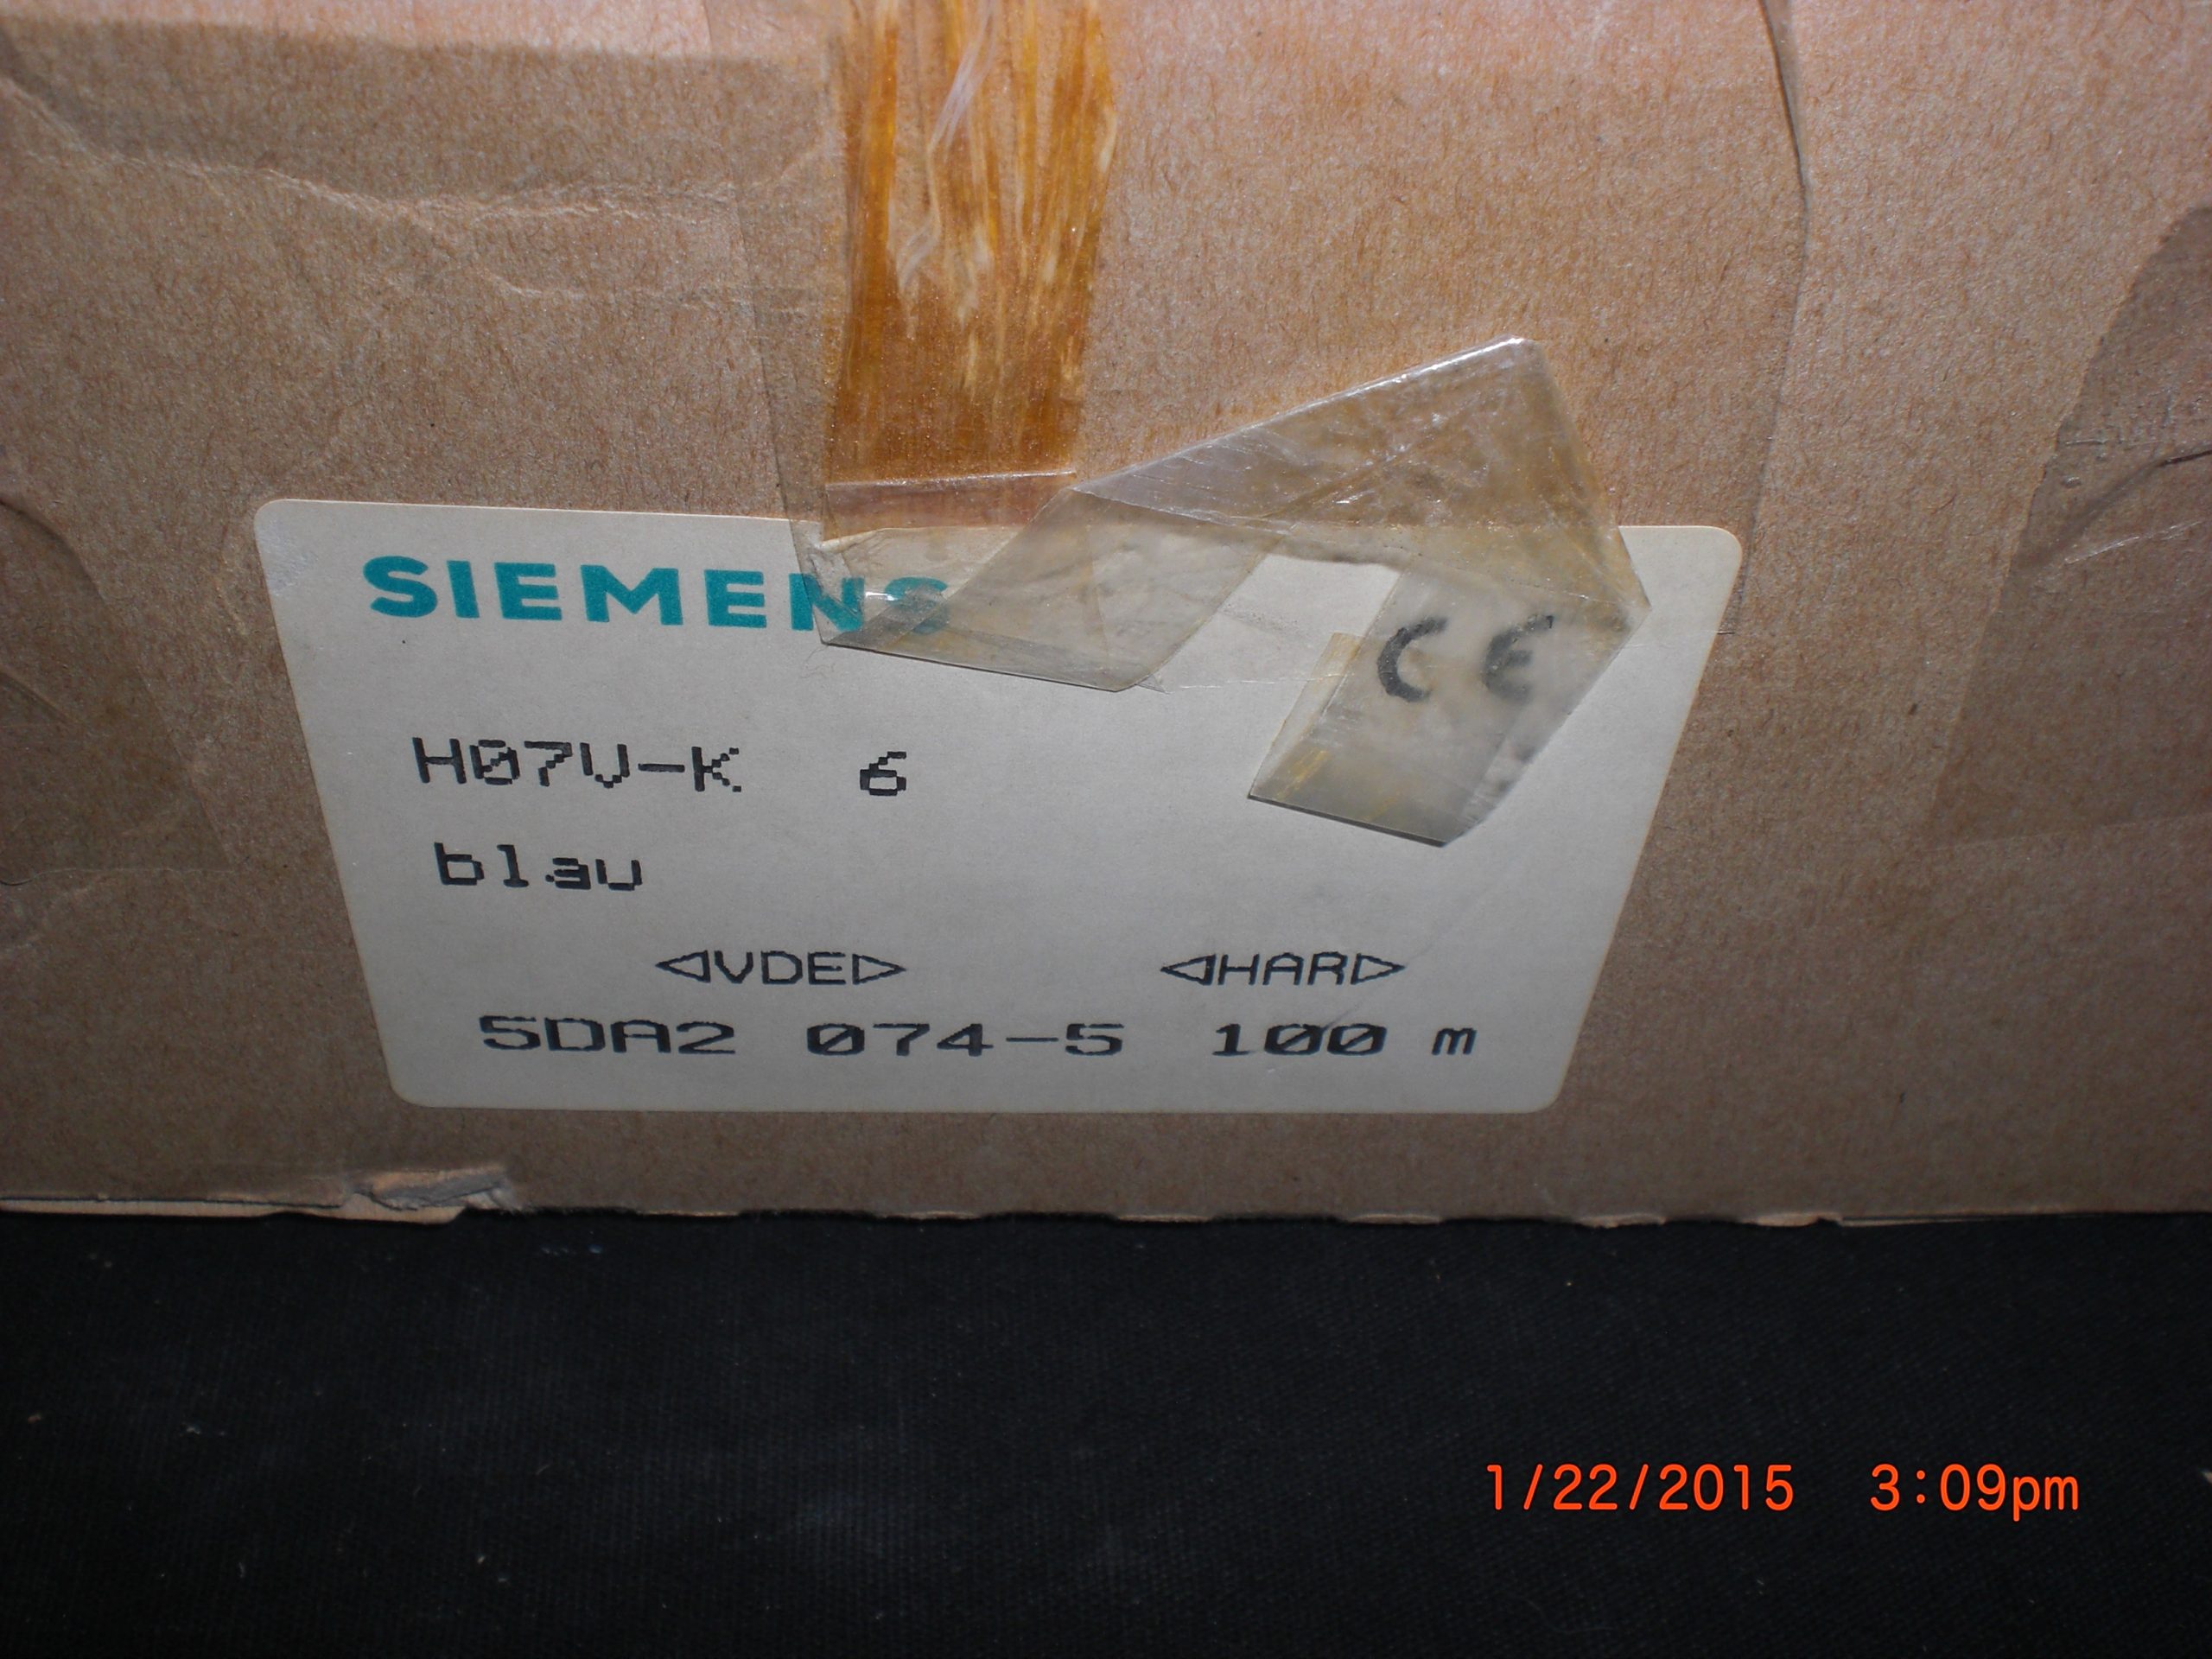 SIEMENS
CE
H07V-K 6
blau
◁VDE▷ ◁HAR▷
5DA2 074-5 100 m
1/22/2015 3:09pm